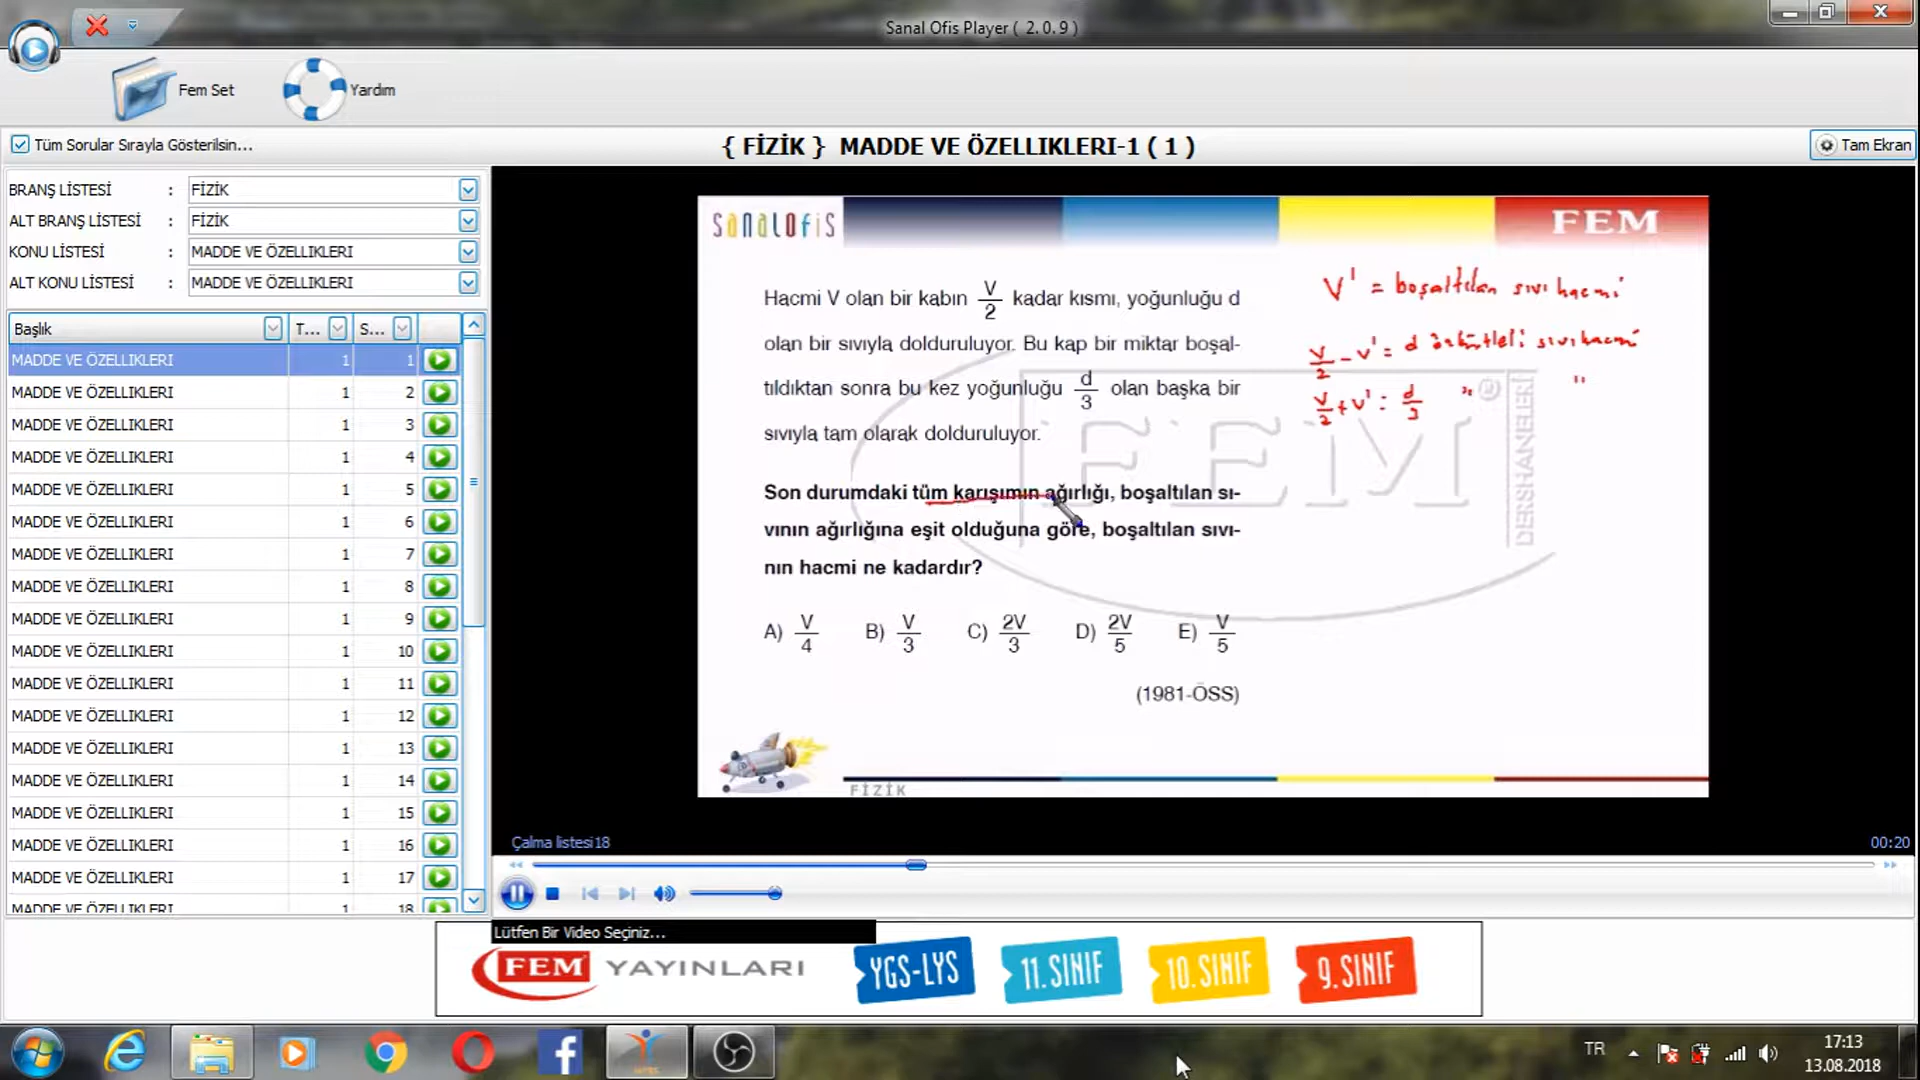 Sanal Ofis Player ( 2.0.9 )
Fem Set
Yardım
Tüm Sorular Sırayla Gösterilsin...
{ FİZİK } MADDE VE ÖZELLIKLERI-1 ( 1 )
Tam Ekran
BRANŞ LİSTESİ : FİZİK
ALT BRANŞ LİSTESİ : FİZİK
KONU LİSTESİ : MADDE VE ÖZELLIKLERI
ALT KONU LİSTESİ : MADDE VE ÖZELLIKLERI
Başlık T... S...
MADDE VE ÖZELLIKLERI 1 1
MADDE VE ÖZELLIKLERI 1 2
MADDE VE ÖZELLIKLERI 1 3
MADDE VE ÖZELLIKLERI 1 4
MADDE VE ÖZELLIKLERI 1 5
MADDE VE ÖZELLIKLERI 1 6
MADDE VE ÖZELLIKLERI 1 7
MADDE VE ÖZELLIKLERI 1 8
MADDE VE ÖZELLIKLERI 1 9
MADDE VE ÖZELLIKLERI 1 10
MADDE VE ÖZELLIKLERI 1 11
MADDE VE ÖZELLIKLERI 1 12
MADDE VE ÖZELLIKLERI 1 13
MADDE VE ÖZELLIKLERI 1 14
MADDE VE ÖZELLIKLERI 1 15
MADDE VE ÖZELLIKLERI 1 16
MADDE VE ÖZELLIKLERI 1 17
MADDE VE ÖZELLIKLERI 1 18
sanalofis
FEM
Hacmi V olan bir kabın V/2 kadar kısmı, yoğunluğu d
olan bir sıvıyla dolduruluyor. Bu kap bir miktar boşal-
tıldıktan sonra bu kez yoğunluğu d/3 olan başka bir
sıvıyla tam olarak dolduruluyor.
Son durumdaki tüm karışımın ağırlığı, boşaltılan sı-
vının ağırlığına eşit olduğuna göre, boşaltılan sıvı-
nın hacmi ne kadardır?
A) V/4 B) V/3 C) 2V/3 D) 2V/5 E) V/5
(1981-ÖSS)
V' = boşaltılan sıvı hacmi
V/2 - V' = d özkütleli sıvı hacmi
V/2 + V' = d/3 " "
FEM
DERSHANELERİ
®
FİZİK
Çalma listesi18
00:20
Lütfen Bir Video Seçiniz...
FEM YAYINLARI
YGS-LYS
11.SINIF
10.SINIF
9.SINIF
TR
17:13
13.08.2018